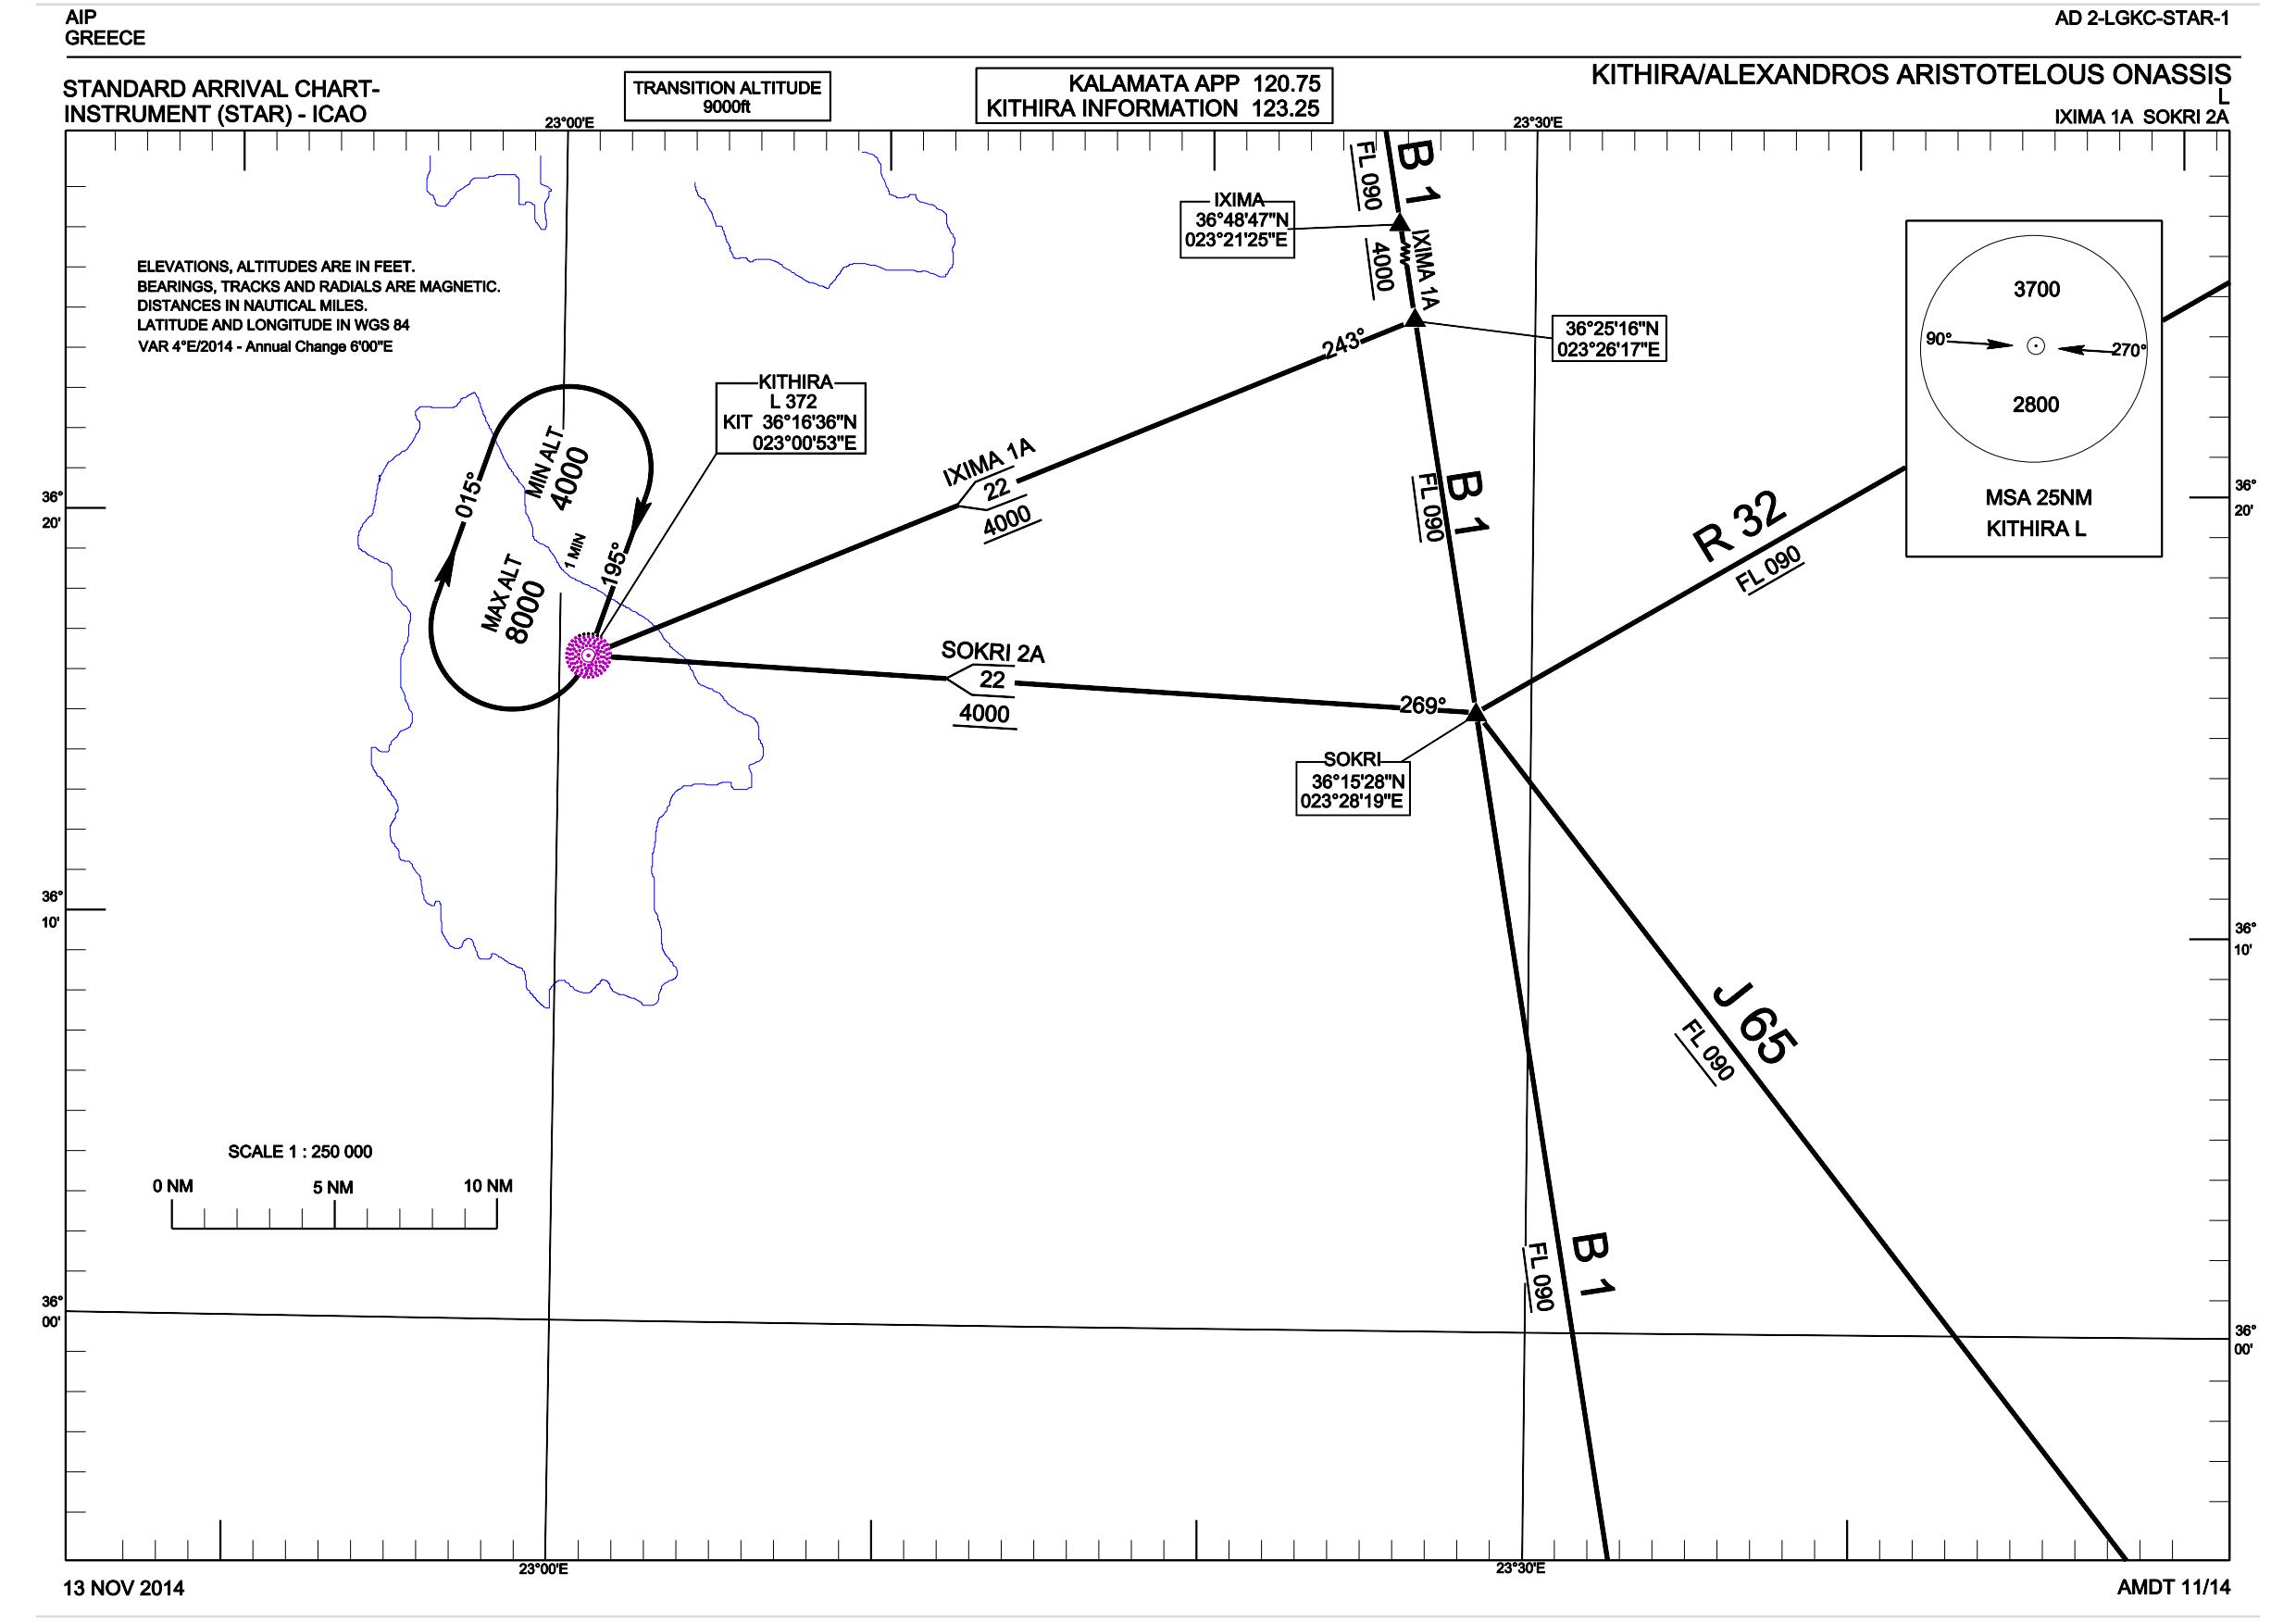 AIP
GREECE
AD 2-LGKC-STAR-1
STANDARD ARRIVAL CHART-
INSTRUMENT (STAR) - ICAO
TRANSITION ALTITUDE
9000ft
KALAMATA APP 120.75
KITHIRA INFORMATION 123.25
KITHIRA/ALEXANDROS ARISTOTELOUS ONASSIS
L
IXIMA 1A SOKRI 2A
23°00'E
23°30'E
B 1
FL 090
IXIMA
36°48'47"N
023°21'25"E
IXIMA 1A
4000
ELEVATIONS, ALTITUDES ARE IN FEET.
BEARINGS, TRACKS AND RADIALS ARE MAGNETIC.
DISTANCES IN NAUTICAL MILES.
LATITUDE AND LONGITUDE IN WGS 84
VAR 4°E/2014 - Annual Change 6'00"E
3700
90°
270°
2800
MSA 25NM
KITHIRA L
36°25'16"N
023°26'17"E
243°
KITHIRA
L 372
KIT 36°16'36"N
023°00'53"E
MIN ALT
4000
015°
1 MIN
195°
MAX ALT
8000
IXIMA 1A
22
4000
B 1
FL 090
R 32
FL 090
36°
20'
36°
20'
SOKRI 2A
22
4000
269°
SOKRI
36°15'28"N
023°28'19"E
36°
10'
36°
10'
J 65
FL 090
SCALE 1 : 250 000
0 NM
5 NM
10 NM
B 1
FL 090
36°
00'
36°
00'
23°00'E
23°30'E
13 NOV 2014
AMDT 11/14